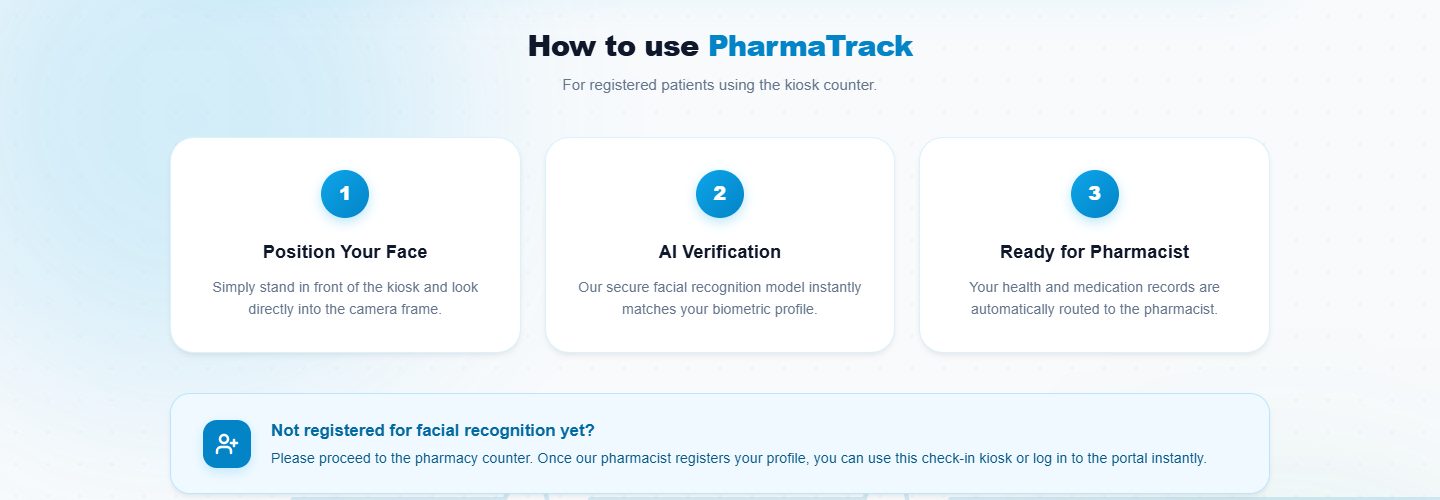 How to use PharmaTrack
For registered patients using the kiosk counter.
1
Position Your Face
Simply stand in front of the kiosk and look
directly into the camera frame.
2
AI Verification
Our secure facial recognition model instantly
matches your biometric profile.
3
Ready for Pharmacist
Your health and medication records are
automatically routed to the pharmacist.
Not registered for facial recognition yet?
Please proceed to the pharmacy counter. Once our pharmacist registers your profile, you can use this check-in kiosk or log in to the portal instantly.